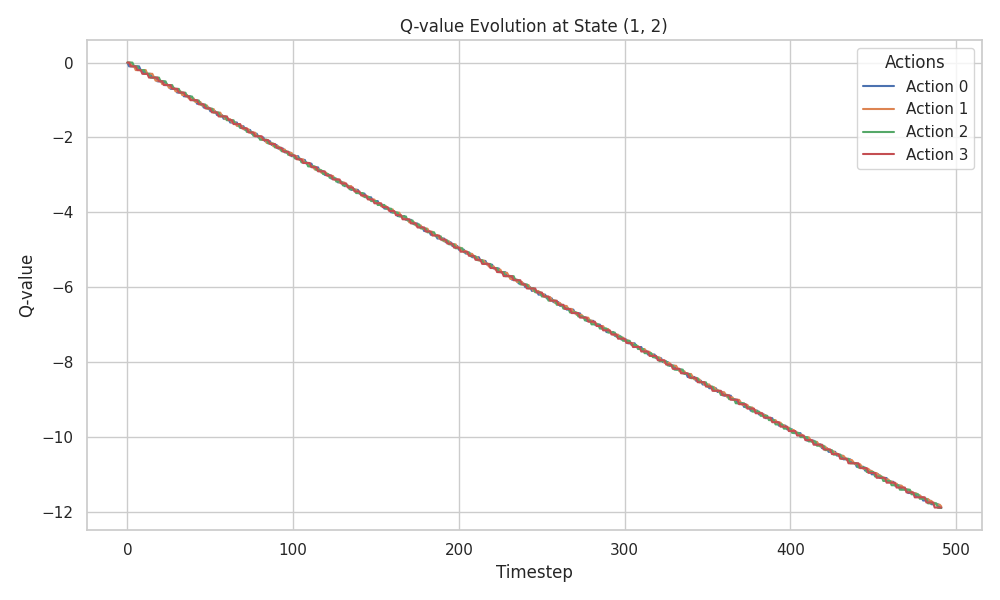 Q-value Evolution at State (1, 2)
Actions
Action 0
Action 1
Action 2
Action 3
Q-value
0
−2
−4
−6
−8
−10
−12
0 100 200 300 400 500
Timestep